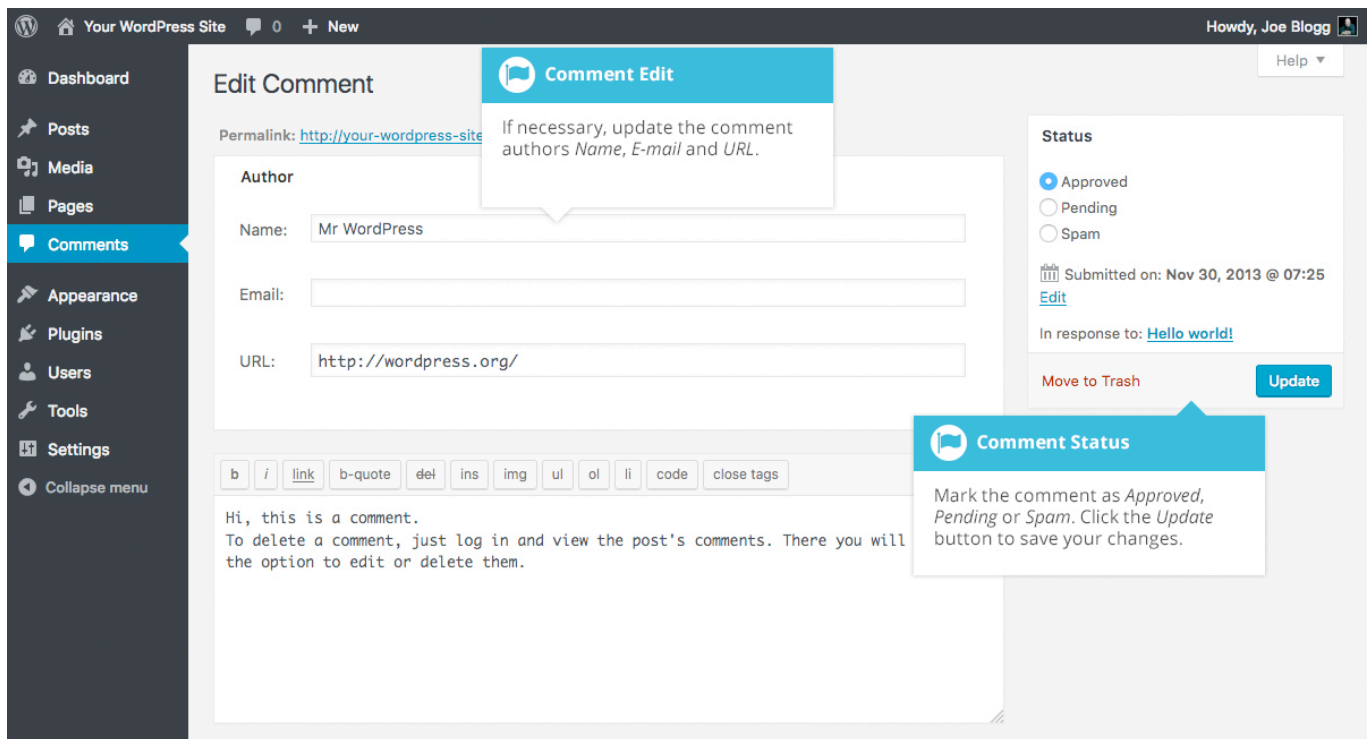 Your WordPress Site 0 + New Howdy, Joe Blogg
Dashboard
Posts
Media
Pages
Comments
Appearance
Plugins
Users
Tools
Settings
Collapse menu
Help ▼
Edit Comment
Permalink: http://your-wordpress-site
Comment Edit
If necessary, update the comment
authors Name, E-mail and URL.
Author
Name: Mr WordPress
Email:
URL: http://wordpress.org/
b i link b-quote del ins img ul ol li code close tags
Hi, this is a comment.
To delete a comment, just log in and view the post's comments. There you will
the option to edit or delete them.
Status
Approved
Pending
Spam
Submitted on: Nov 30, 2013 @ 07:25
Edit
In response to: Hello world!
Move to Trash Update
Comment Status
Mark the comment as Approved,
Pending or Spam. Click the Update
button to save your changes.